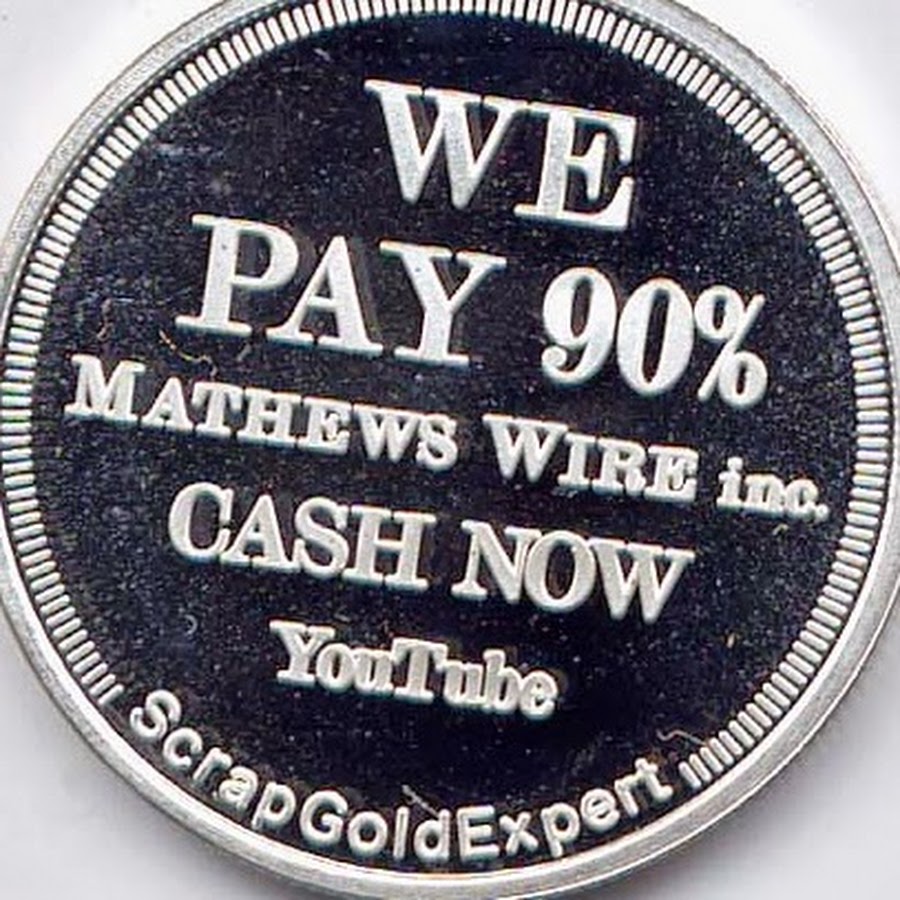 WE
PAY 90%
MATHEWS WIRE inc.
CASH NOW
YouTube
ScrapGoldExpert